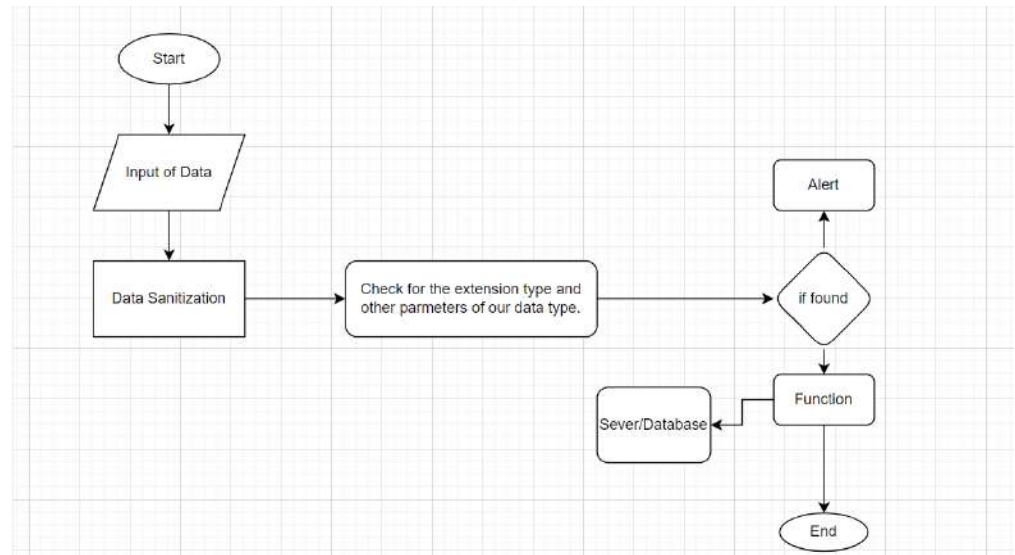 Start
Input of Data
Data Sanitization
Check for the extension type and
other parmeters of our data type.
Alert
if found
Function
Sever/Database
End